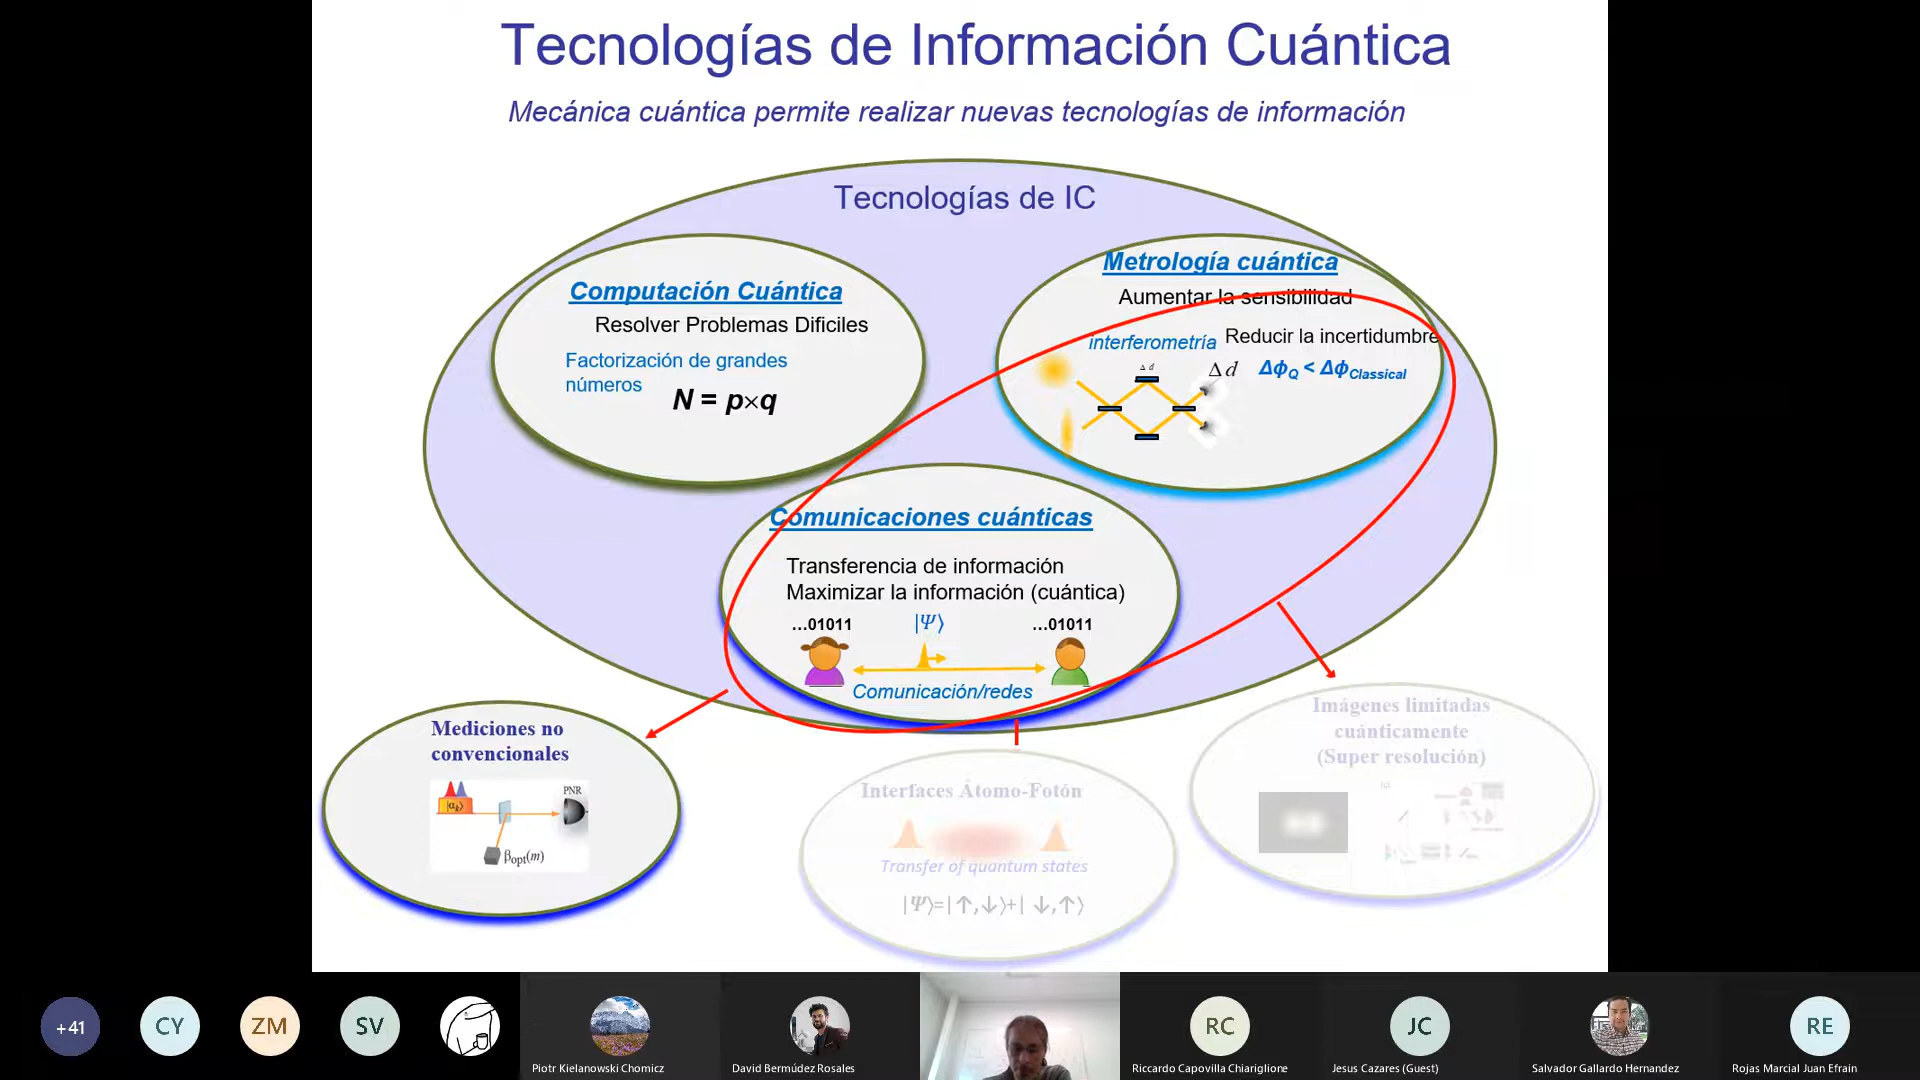 Tecnologías de Información Cuántica
Mecánica cuántica permite realizar nuevas tecnologías de información
Tecnologías de IC
Computación Cuántica
Resolver Problemas Dificiles
Factorización de grandes
números
N = p×q
Metrología cuántica
Aumentar la sensibilidad
interferometría
Reducir la incertidumbre
Δ d
Δ d
ΔϕQ < ΔϕClassical
Comunicaciones cuánticas
Transferencia de información
Maximizar la información (cuántica)
...01011
|Ψ⟩
...01011
Comunicación/redes
Mediciones no
convencionales
|αk⟩
PNR
βopt(m)
Interfaces Átomo-Fotón
Transfer of quantum states
|Ψ⟩=|↑,↓⟩+| ↓,↑⟩
Imágenes limitadas
cuánticamente
(Super resolución)
+41
CY
ZM
SV
Piotr Kielanowski Chomicz
David Bermúdez Rosales
RC
Riccardo Capovilla Chiariglione
JC
Jesus Cazares (Guest)
Salvador Gallardo Hernandez
RE
Rojas Marcial Juan Efrain